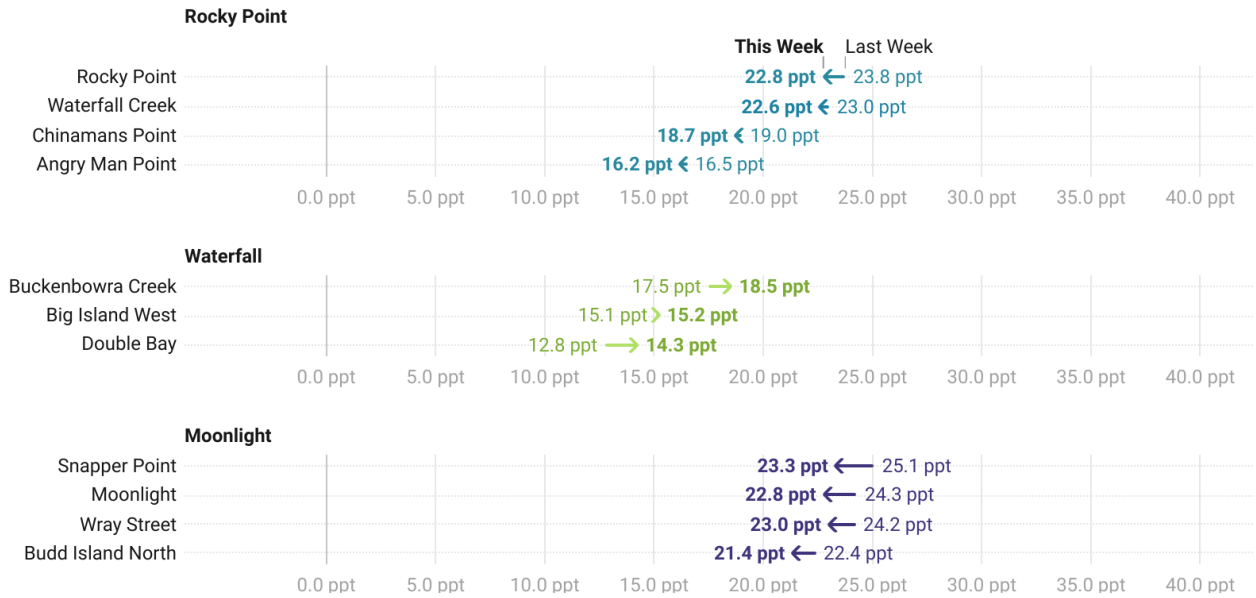 Rocky Point
This Week Last Week
Rocky Point 22.8 ppt 23.8 ppt
Waterfall Creek 22.6 ppt 23.0 ppt
Chinamans Point 18.7 ppt 19.0 ppt
Angry Man Point 16.2 ppt 16.5 ppt
0.0 ppt 5.0 ppt 10.0 ppt 15.0 ppt 20.0 ppt 25.0 ppt 30.0 ppt 35.0 ppt 40.0 ppt
Waterfall
Buckenbowra Creek 17.5 ppt 18.5 ppt
Big Island West 15.1 ppt 15.2 ppt
Double Bay 12.8 ppt 14.3 ppt
0.0 ppt 5.0 ppt 10.0 ppt 15.0 ppt 20.0 ppt 25.0 ppt 30.0 ppt 35.0 ppt 40.0 ppt
Moonlight
Snapper Point 23.3 ppt 25.1 ppt
Moonlight 22.8 ppt 24.3 ppt
Wray Street 23.0 ppt 24.2 ppt
Budd Island North 21.4 ppt 22.4 ppt
0.0 ppt 5.0 ppt 10.0 ppt 15.0 ppt 20.0 ppt 25.0 ppt 30.0 ppt 35.0 ppt 40.0 ppt